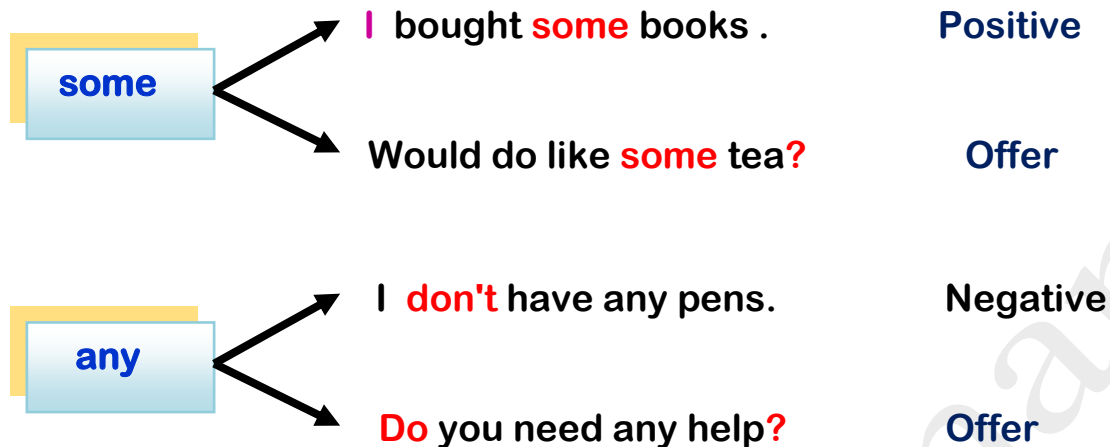 I bought some books . Positive
some
Would do like some tea? Offer
I don't have any pens. Negative
any
Do you need any help? Offer